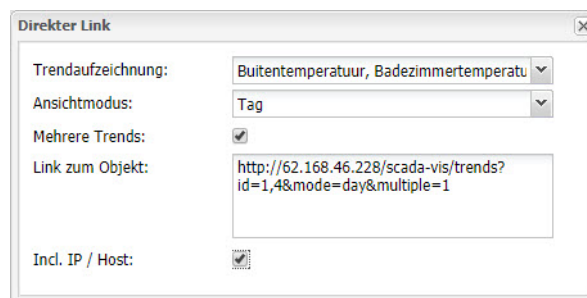 Direkter Link
Trendaufzeichnung: Buitentemperatuur, Badezimmertemperatu
Ansichtmodus: Tag
Mehrere Trends:
Link zum Objekt: http://62.168.46.228/scada-vis/trends?
id=1,4&mode=day&multiple=1
Incl. IP / Host: